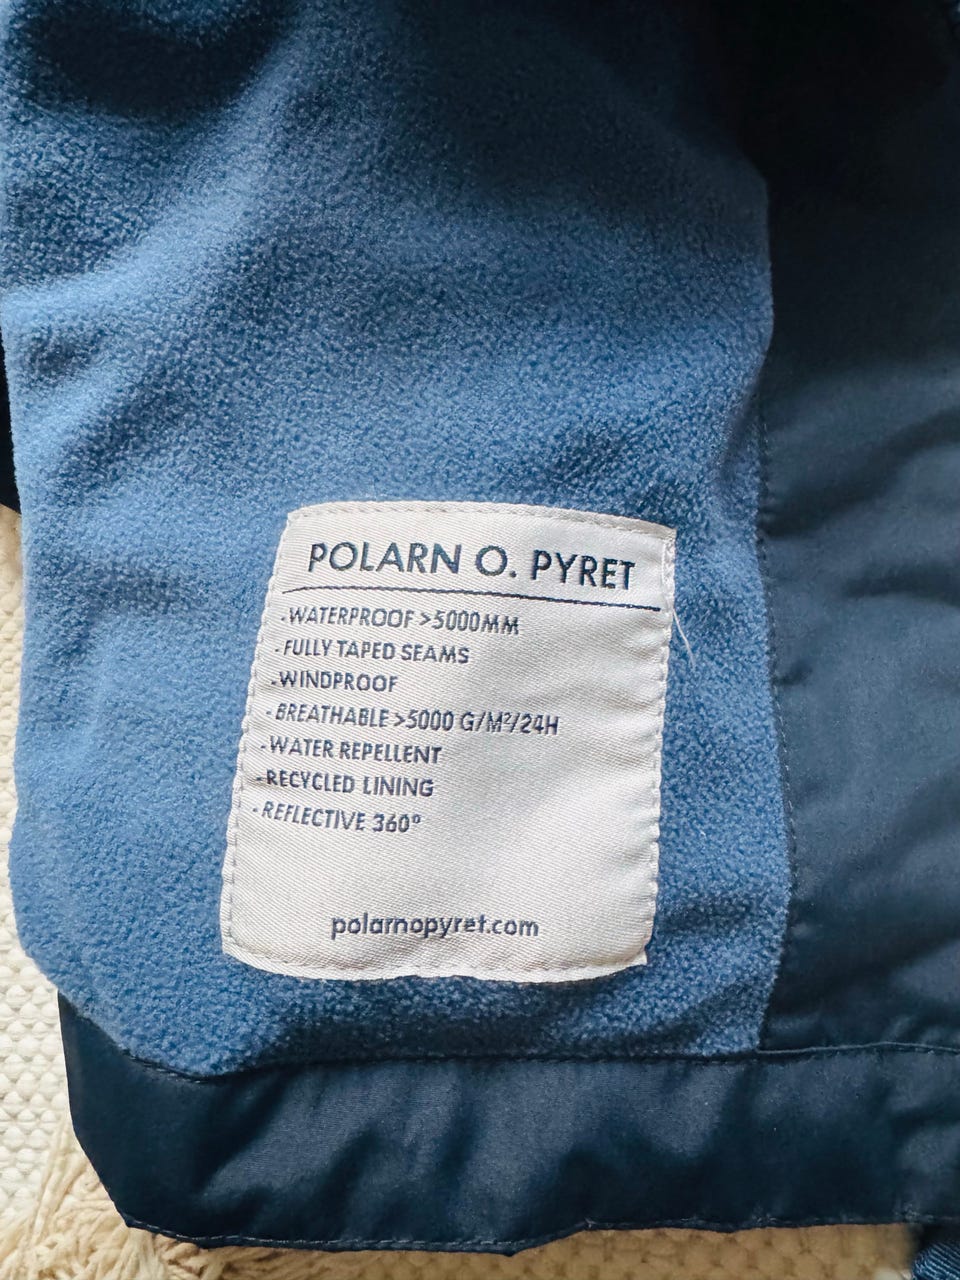 POLARN O. PYRET
-WATERPROOF >5000MM
-FULLY TAPED SEAMS
-WINDPROOF
-BREATHABLE >5000 G/M²/24H
-WATER REPELLENT
-RECYCLED LINING
-REFLECTIVE 360°
polarnopyret.com